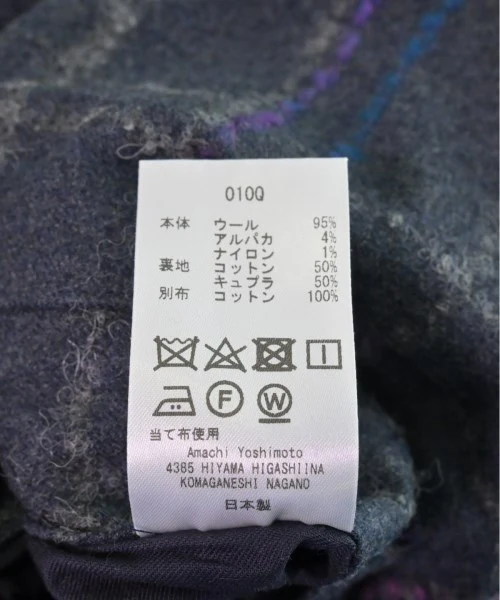 010Q
本体 ウール 95%
アルパカ 4%
ナイロン 1%
裏地 コットン 50%
キュプラ 50%
別布 コットン 100%
F W
当て布使用
Amachi Yoshimoto
4385 HIYAMA HIGASHIINA
KOMAGANESHI NAGANO
日本製